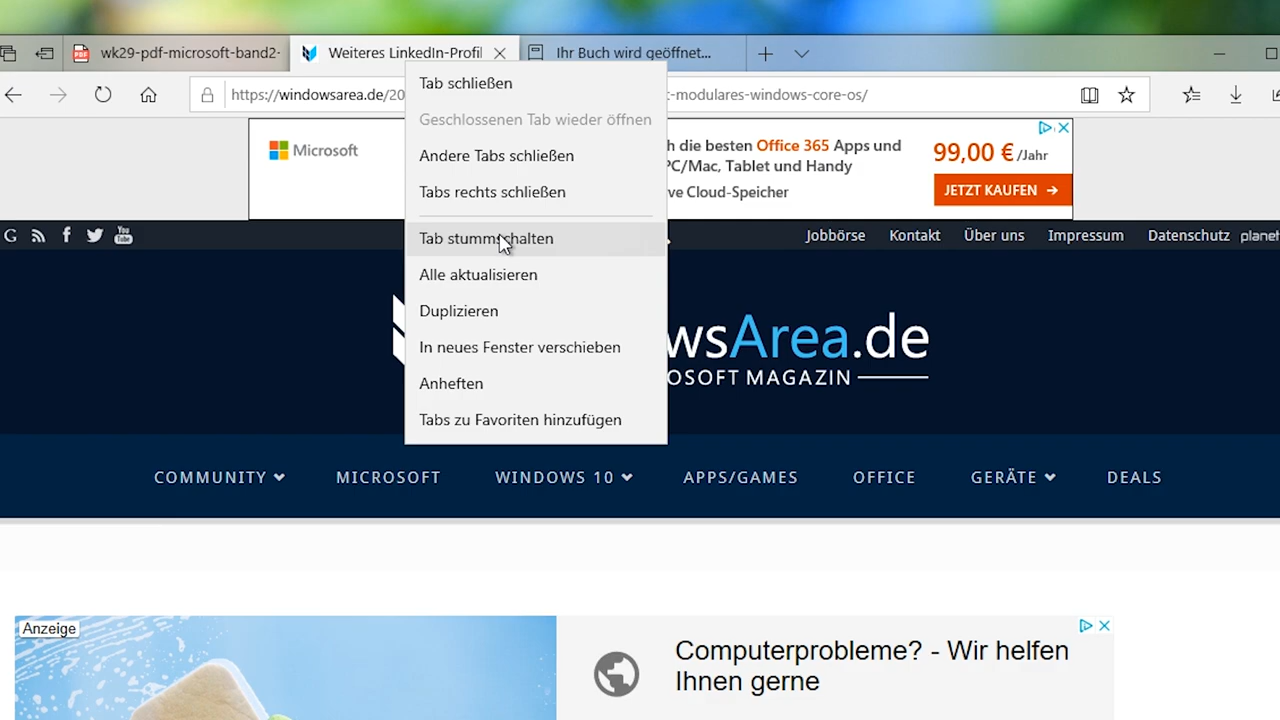 wk29-pdf-microsoft-band2-
Weiteres LinkedIn-Profil
Ihr Buch wird geöffnet...
https://windowsarea.de/20
t-modulares-windows-core-os/
Tab schließen
Geschlossenen Tab wieder öffnen
Andere Tabs schließen
Tabs rechts schließen
Tab stummschalten
Alle aktualisieren
Duplizieren
In neues Fenster verschieben
Anheften
Tabs zu Favoriten hinzufügen
Microsoft
h die besten Office 365 Apps und
PC/Mac, Tablet und Handy
ve Cloud-Speicher
99,00 € /Jahr
JETZT KAUFEN
Jobbörse Kontakt Über uns Impressum Datenschutz planet
wsArea.de
OSOFT MAGAZIN
COMMUNITY MICROSOFT WINDOWS 10 APPS/GAMES OFFICE GERÄTE DEALS
Anzeige
Computerprobleme? - Wir helfen
Ihnen gerne